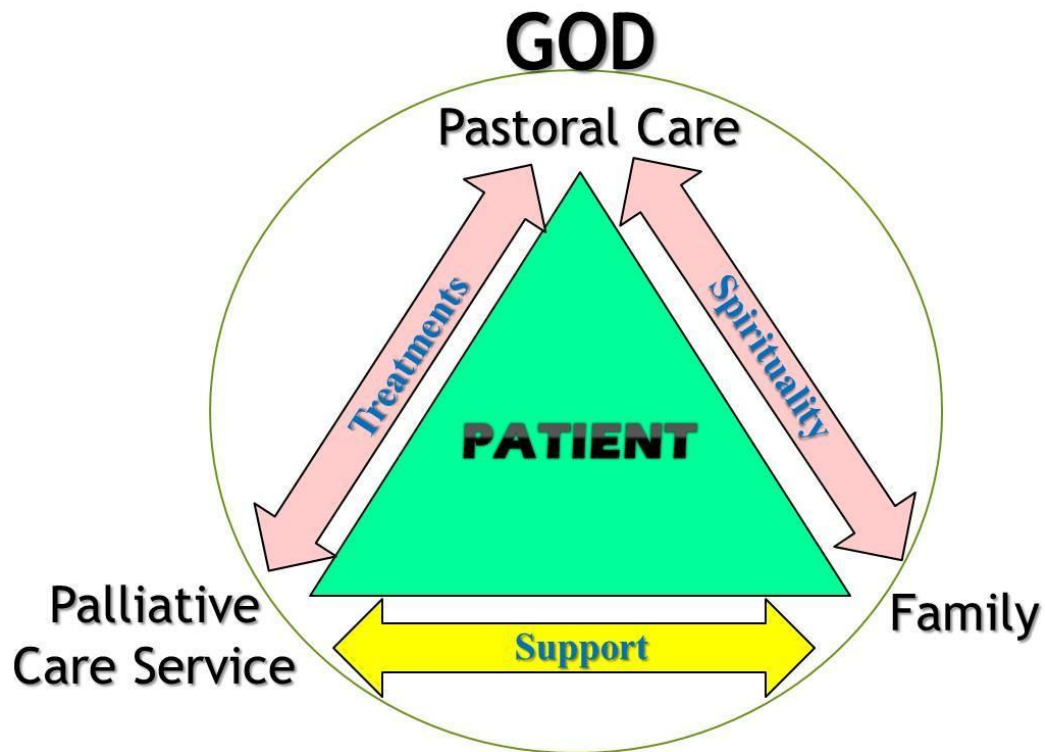 GOD
Pastoral Care
Treatments
Spirituality
PATIENT
Palliative
Care Service
Family
Support